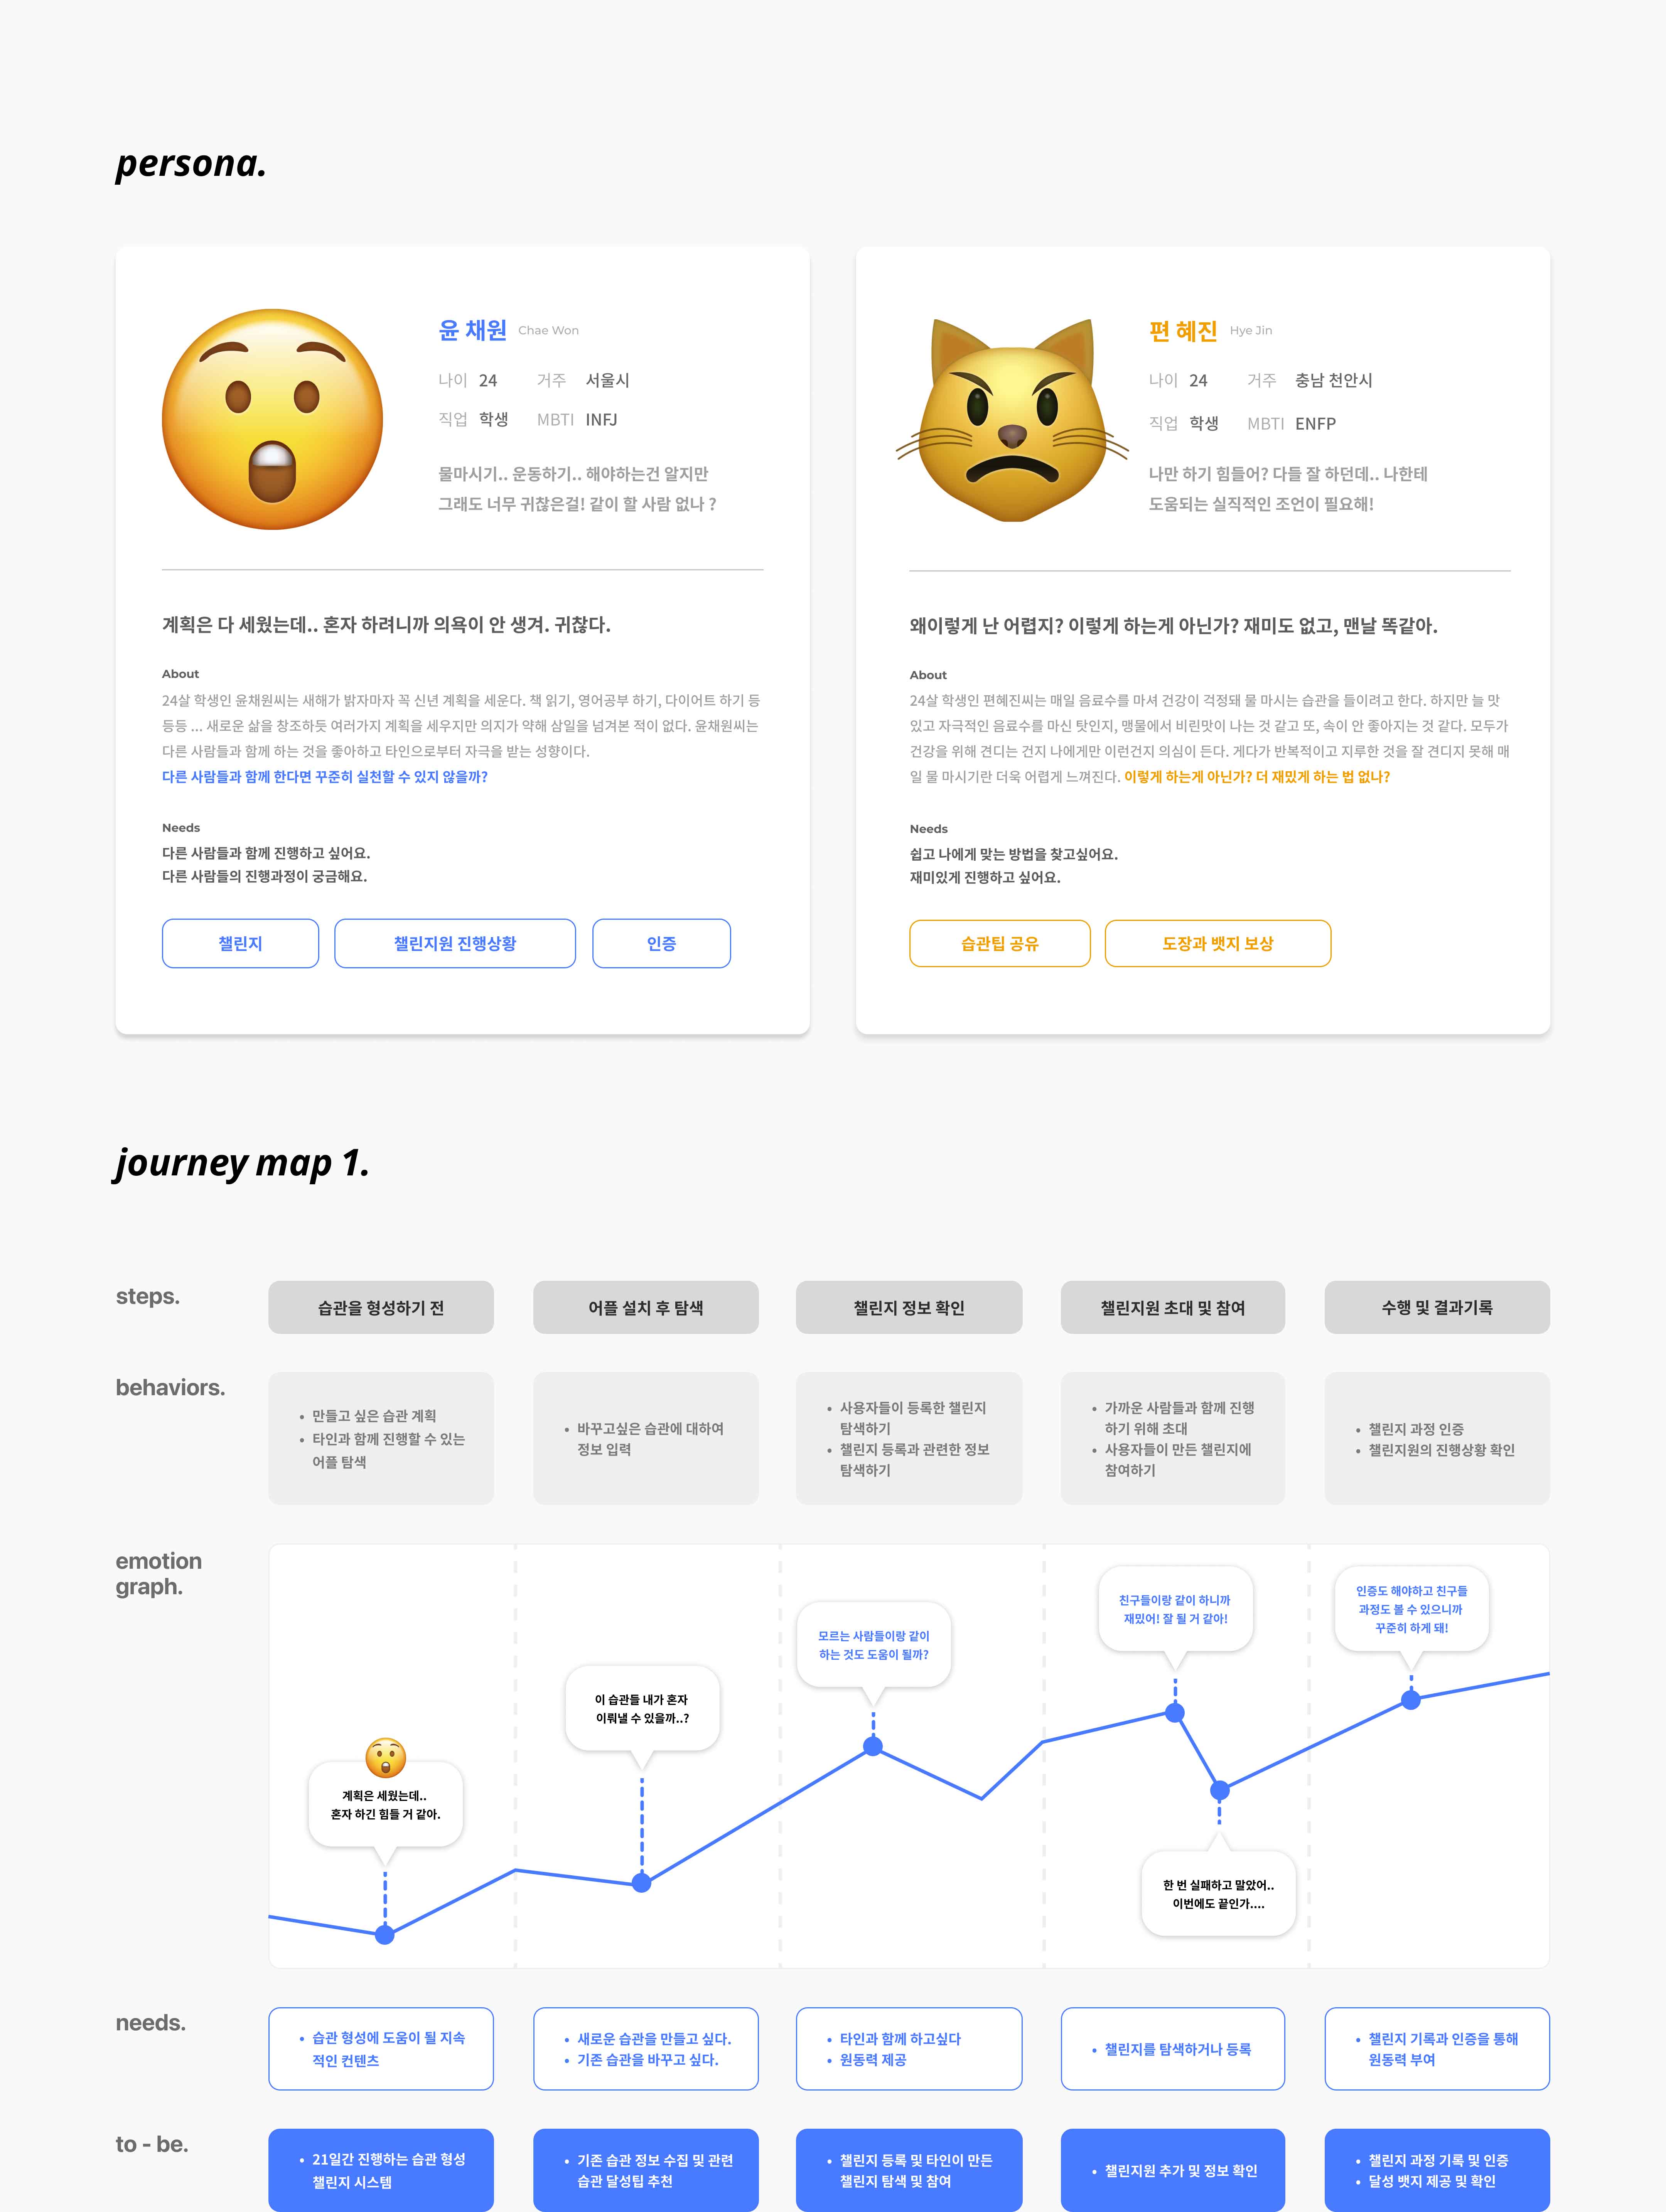 persona.
윤 채원 Chae Won
나이 24 거주 서울시
직업 학생 MBTI INFJ
물마시기.. 운동하기.. 해야하는건 알지만
그래도 너무 귀찮은걸! 같이 할 사람 없나 ?
계획은 다 세웠는데.. 혼자 하려니까 의욕이 안 생겨. 귀찮다.
About
24살 학생인 윤채원씨는 새해가 밝자마자 꼭 신년 계획을 세운다. 책 읽기, 영어공부 하기, 다이어트 하기 등
등등 ... 새로운 삶을 창조하듯 여러가지 계획을 세우지만 의지가 약해 삼일을 넘겨본 적이 없다. 윤채원씨는
다른 사람들과 함께 하는 것을 좋아하고 타인으로부터 자극을 받는 성향이다.
다른 사람들과 함께 한다면 꾸준히 실천할 수 있지 않을까?
Needs
다른 사람들과 함께 진행하고 싶어요.
다른 사람들의 진행과정이 궁금해요.
챌린지 챌린지원 진행상황 인증
편 혜진 Hye Jin
나이 24 거주 충남 천안시
직업 학생 MBTI ENFP
나만 하기 힘들어? 다들 잘 하던데.. 나한테
도움되는 실직적인 조언이 필요해!
왜이렇게 난 어렵지? 이렇게 하는게 아닌가? 재미도 없고, 맨날 똑같아.
About
24살 학생인 편혜진씨는 매일 음료수를 마셔 건강이 걱정돼 물 마시는 습관을 들이려고 한다. 하지만 늘 맛
있고 자극적인 음료수를 마신 탓인지, 맹물에서 비린맛이 나는 것 같고 또, 속이 안 좋아지는 것 같다. 모두가
건강을 위해 견디는 건지 나에게만 이런건지 의심이 든다. 게다가 반복적이고 지루한 것을 잘 견디지 못해 매
일 물 마시기란 더욱 어렵게 느껴진다. 이렇게 하는게 아닌가? 더 재밌게 하는 법 없나?
Needs
쉽고 나에게 맞는 방법을 찾고싶어요.
재미있게 진행하고 싶어요.
습관팁 공유 도장과 뱃지 보상
journey map 1.
steps.
습관을 형성하기 전
어플 설치 후 탐색
챌린지 정보 확인
챌린지원 초대 및 참여
수행 및 결과기록
behaviors.
• 만들고 싶은 습관 계획
• 타인과 함께 진행할 수 있는
어플 탐색
• 바꾸고싶은 습관에 대하여
정보 입력
• 사용자들이 등록한 챌린지
탐색하기
• 챌린지 등록과 관련한 정보
탐색하기
• 가까운 사람들과 함께 진행
하기 위해 초대
• 사용자들이 만든 챌린지에
참여하기
• 챌린지 과정 인증
• 챌린지원의 진행상황 확인
emotion
graph.
계획은 세웠는데..
혼자 하긴 힘들 거 같아.
이 습관들 내가 혼자
이뤄낼 수 있을까..?
모르는 사람들이랑 같이
하는 것도 도움이 될까?
친구들이랑 같이 하니까
재밌어! 잘 될 거 같아!
한 번 실패하고 말았어..
이번에도 끝인가....
인증도 해야하고 친구들
과정도 볼 수 있으니까
꾸준히 하게 돼!
needs.
• 습관 형성에 도움이 될 지속
적인 컨텐츠
• 새로운 습관을 만들고 싶다.
• 기존 습관을 바꾸고 싶다.
• 타인과 함께 하고싶다
• 원동력 제공
• 챌린지를 탐색하거나 등록
• 챌린지 기록과 인증을 통해
원동력 부여
to - be.
• 21일간 진행하는 습관 형성
챌린지 시스템
• 기존 습관 정보 수집 및 관련
습관 달성팁 추천
• 챌린지 등록 및 타인이 만든
챌린지 탐색 및 참여
• 챌린지원 추가 및 정보 확인
• 챌린지 과정 기록 및 인증
• 달성 뱃지 제공 및 확인